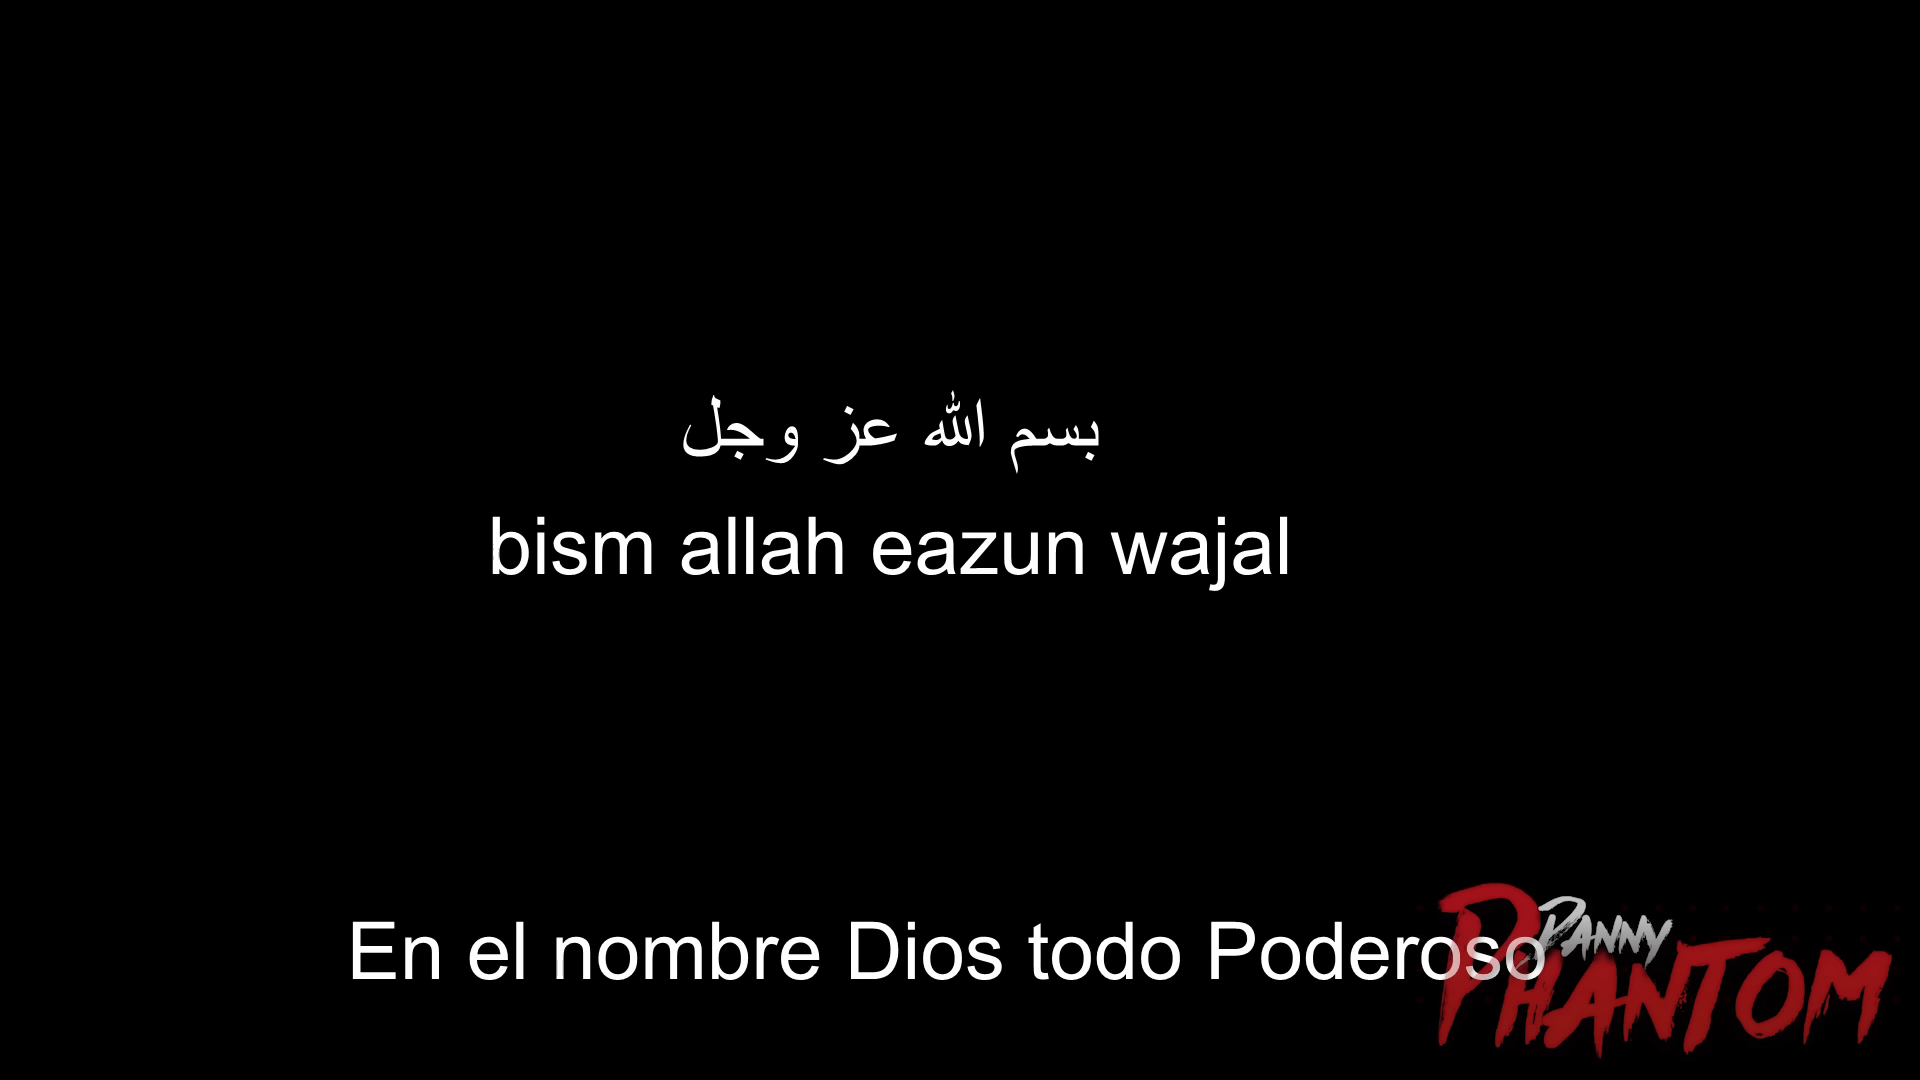 بسم الله عز وجل
bism allah eazun wajal
En el nombre Dios todo Poderoso
DANNY
PHANTOM